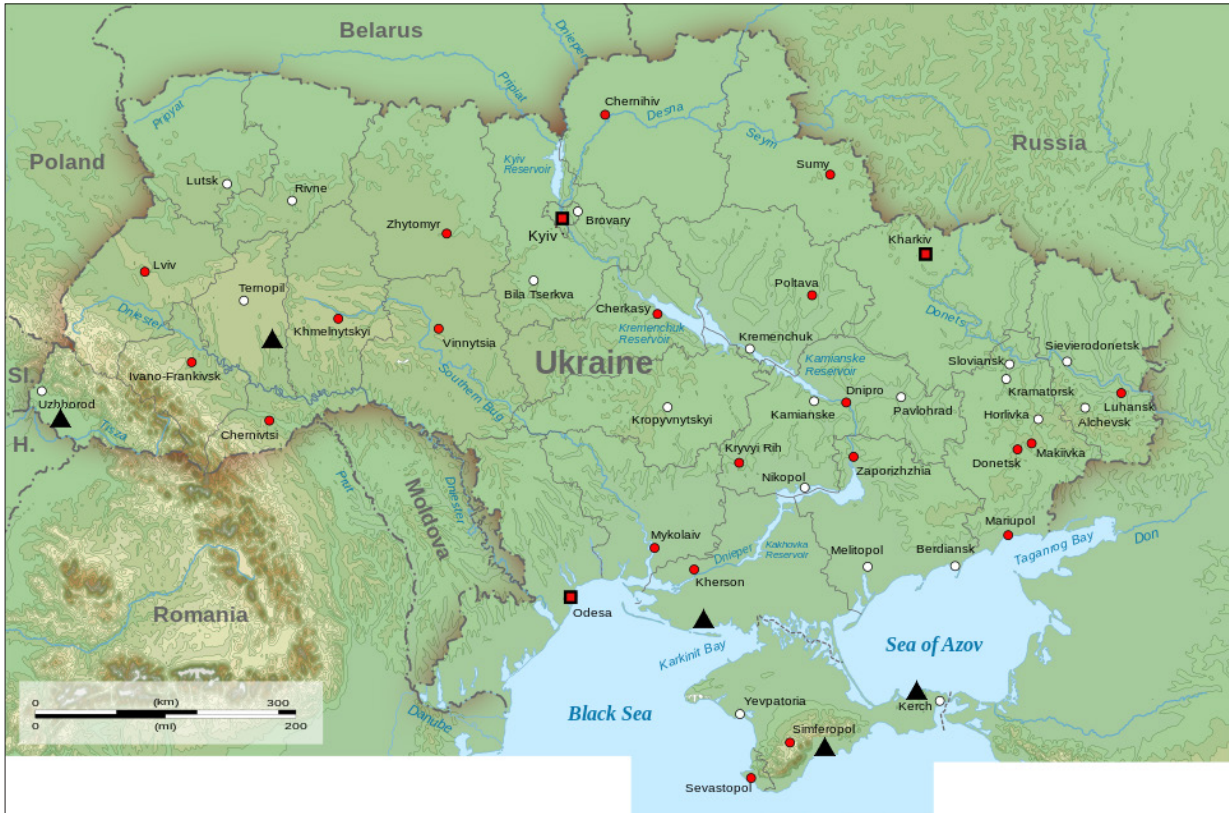 Belarus
Dnieper
Pripiat
Pripyat
Chernihiv
Desna
Seym
Russia
Poland
Kyiv
Reservoir
Sumy
Lutsk
Rivne
Brovary
Zhytomyr
Kyiv
Kharkiv
Lviv
Ternopil
Bila Tserkva
Poltava
Dniester
Khmelnytskyi
Vinnytsia
Cherkasy
Kremenchuk
Reservoir
Donets
Kremenchuk
Sievierodonetsk
Ukraine
Kamianske
Reservoir
Sloviansk
Sl.
Ivano-Frankivsk
Southern Bug
Dnipro
Kramatorsk
Uzhhorod
Kropyvnytskyi
Kamianske
Pavlohrad
Luhansk
Horlivka
Alchevsk
Tisza
Chernivtsi
H.
Kryvyi Rih
Donetsk
Makiivka
Zaporizhzhia
Nikopol
Prut
Dniester
Moldova
Mariupol
Mykolaiv
Dnieper
Kakhovka
Reservoir
Melitopol
Berdiansk
Taganrog Bay
Don
Kherson
Romania
Odesa
Karkinit Bay
Sea of Azov
Yevpatoria
Kerch
Black Sea
Danube
Simferopol
Sevastopol
0 (km) 300
0 (mi) 200